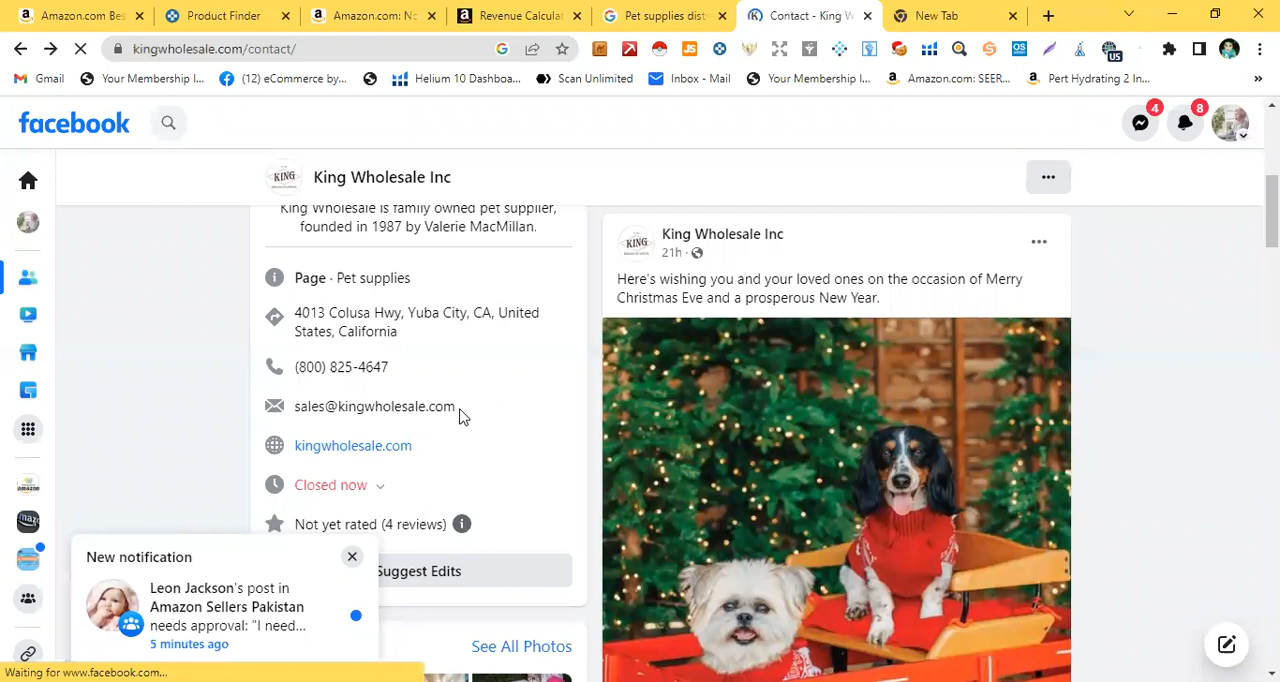 Amazon.com Bes
Product Finder
Amazon.com: No
Revenue Calculat
Pet supplies dist
Contact - King W
New Tab
kingwholesale.com/contact/
Gmail
Your Membership I...
(12) eCommerce by...
Helium 10 Dashboa...
Scan Unlimited
Inbox - Mail
Your Membership I...
Amazon.com: SEER...
Pert Hydrating 2 In...
facebook
4
8
King Wholesale Inc
King Wholesale is family owned pet supplier,
founded in 1987 by Valerie MacMillan.
Page · Pet supplies
4013 Colusa Hwy, Yuba City, CA, United
States, California
(800) 825-4647
sales@kingwholesale.com
kingwholesale.com
Closed now
Not yet rated (4 reviews)
Suggest Edits
See All Photos
King Wholesale Inc
21h ·
Here's wishing you and your loved ones on the occasion of Merry
Christmas Eve and a prosperous New Year.
New notification
Leon Jackson's post in
Amazon Sellers Pakistan
needs approval: "I need...
5 minutes ago
Waiting for www.facebook.com...